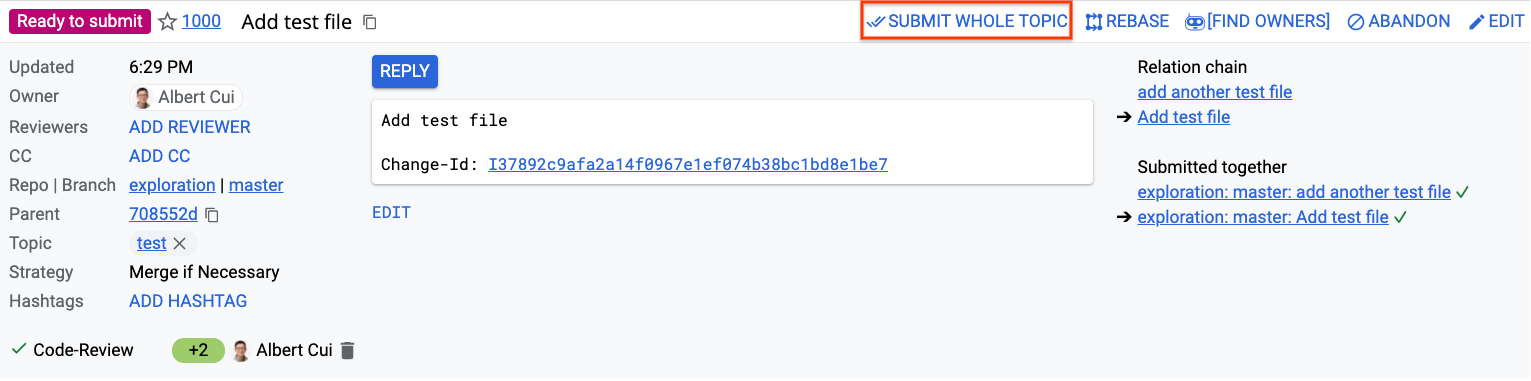 Ready to submit 1000 Add test file SUBMIT WHOLE TOPIC REBASE [FIND OWNERS] ABANDON EDIT
Updated 6:29 PM
Owner Albert Cui
Reviewers ADD REVIEWER
CC ADD CC
Repo | Branch exploration | master
Parent 708552d
Topic test
Strategy Merge if Necessary
Hashtags ADD HASHTAG
Code-Review +2 Albert Cui
REPLY
Add test file
Change-Id: I37892c9afa2a14f0967e1ef074b38bc1bd8e1be7
EDIT
Relation chain
add another test file
➔ Add test file
Submitted together
exploration: master: add another test file ✓
➔ exploration: master: Add test file ✓